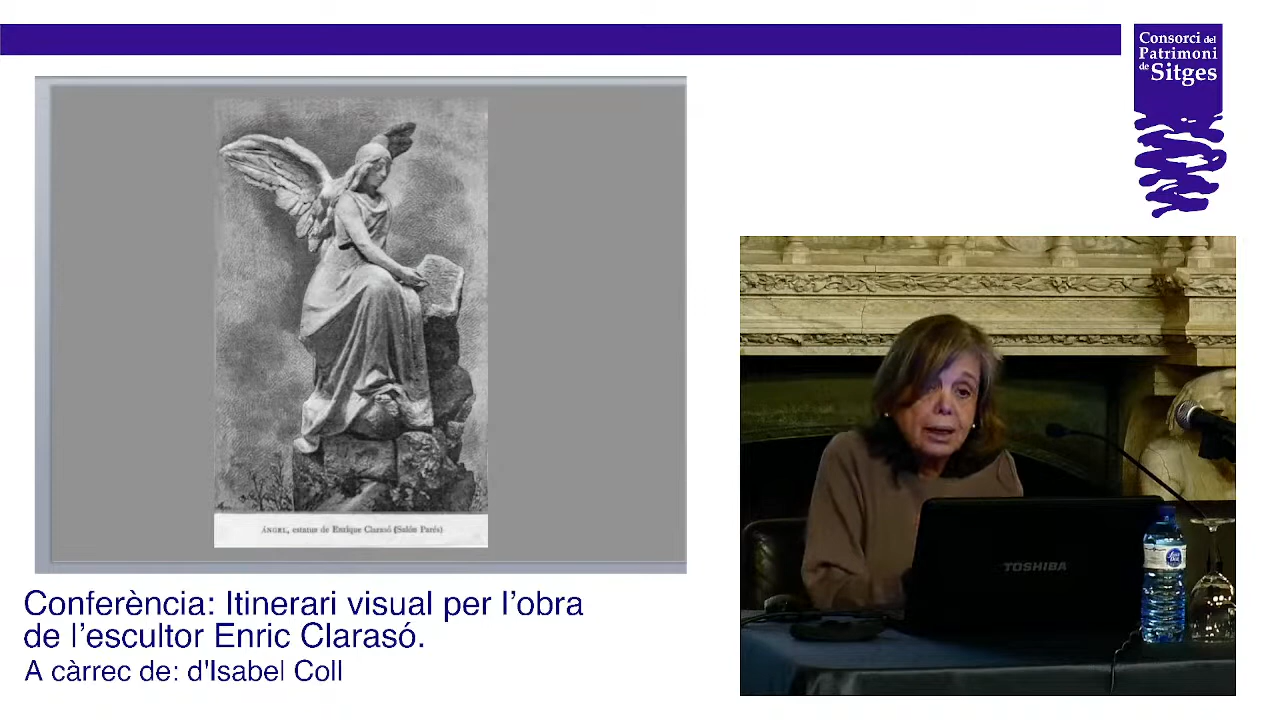 Consorci del
Patrimoni
de Sitges
ÁNGEL, estatua de Enrique Clarasó (Salón Parés)
TOSHIBA
Conferència: Itinerari visual per l'obra
de l'escultor Enric Clarasó.
A càrrec de: d'Isabel Coll